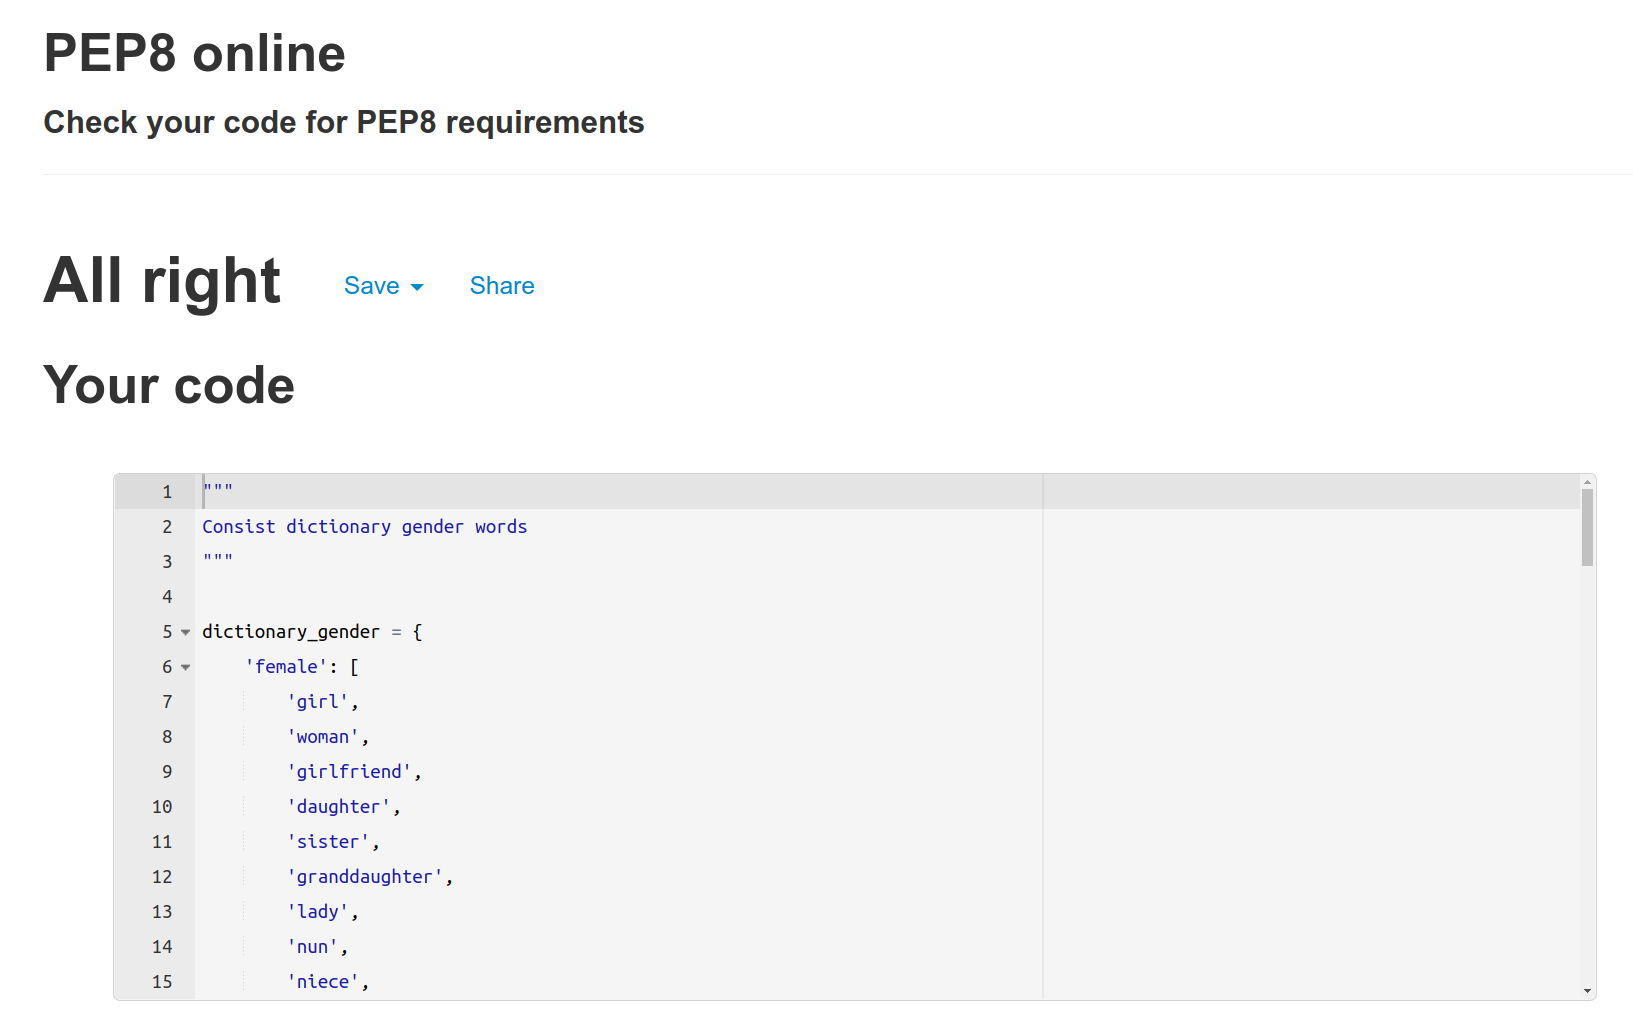 PEP8 online
Check your code for PEP8 requirements
All right Save Share
Your code
1 """
2 Consist dictionary gender words
3 """
4
5 dictionary_gender = {
6 'female': [
7 'girl',
8 'woman',
9 'girlfriend',
10 'daughter',
11 'sister',
12 'granddaughter',
13 'lady',
14 'nun',
15 'niece',